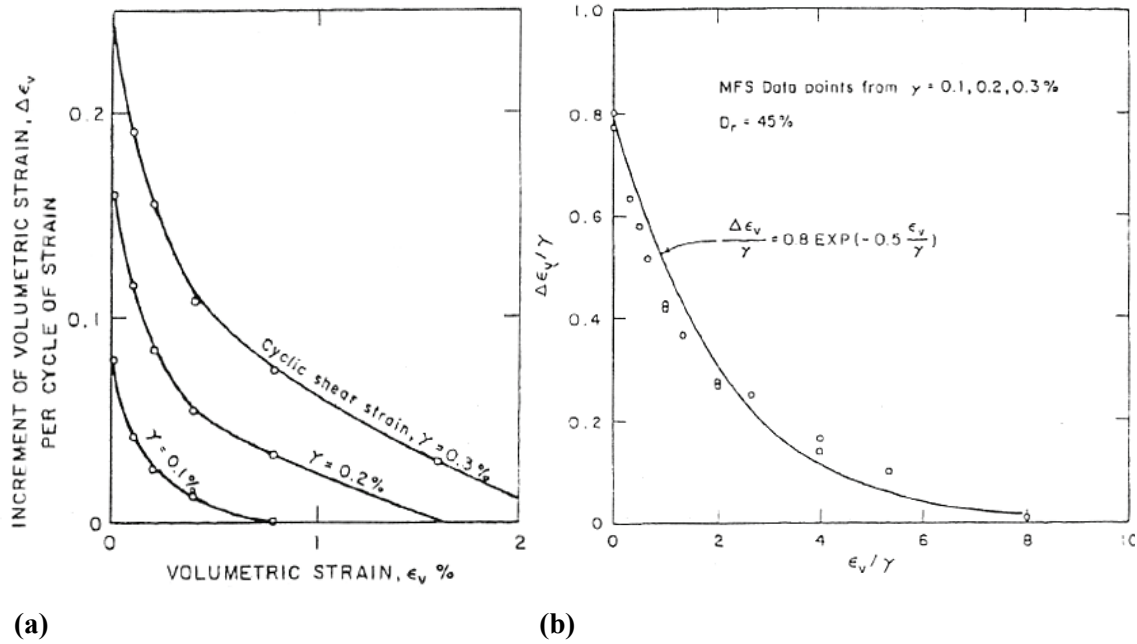 INCREMENT OF VOLUMETRIC STRAIN, Δϵv
PER CYCLE OF STRAIN
0.2
0.1
0
Cyclic shear strain, γ = 0.3%
γ = 0.2%
γ = 0.1%
0 1 2
VOLUMETRIC STRAIN, ϵv %
(a)
Δϵv/γ
1.0
0.8
0.6
0.4
0.2
0
MFS Data points from γ = 0.1, 0.2, 0.3%
Dr = 45%
Δϵv/γ = 0.8 EXP(-0.5 ϵv/γ)
0 2 4 6 8 10
ϵv/γ
(b)